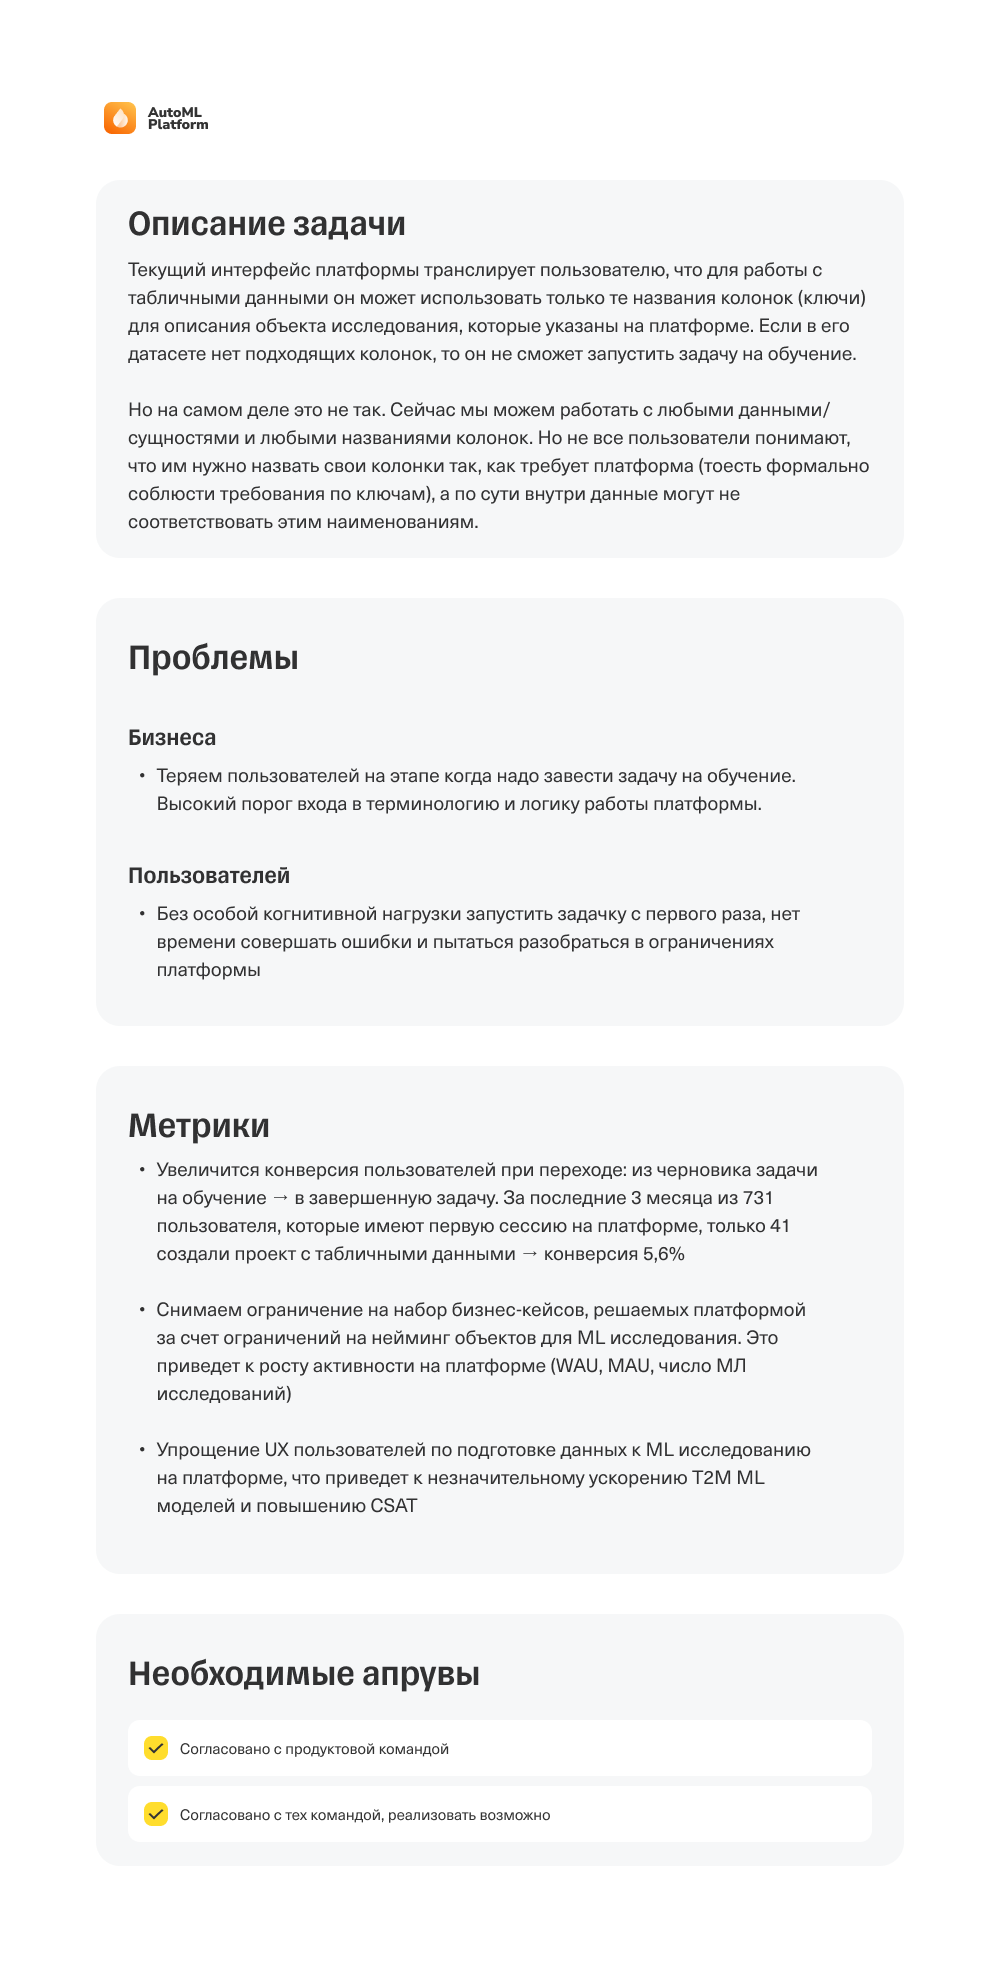 AutoML
Platform
Описание задачи
Текущий интерфейс платформы транслирует пользователю, что для работы с
табличными данными он может использовать только те названия колонок (ключи)
для описания объекта исследования, которые указаны на платформе. Если в его
датасете нет подходящих колонок, то он не сможет запустить задачу на обучение.
Но на самом деле это не так. Сейчас мы можем работать с любыми данными/
сущностями и любыми названиями колонок. Но не все пользователи понимают,
что им нужно назвать свои колонки так, как требует платформа (тоесть формально
соблюсти требования по ключам), а по сути внутри данные могут не
соответствовать этим наименованиям.
Проблемы
Бизнеса
• Теряем пользователей на этапе когда надо завести задачу на обучение.
Высокий порог входа в терминологию и логику работы платформы.
Пользователей
• Без особой когнитивной нагрузки запустить задачку с первого раза, нет
времени совершать ошибки и пытаться разобраться в ограничениях
платформы
Метрики
• Увеличится конверсия пользователей при переходе: из черновика задачи
на обучение → в завершенную задачу. За последние 3 месяца из 731
пользователя, которые имеют первую сессию на платформе, только 41
создали проект с табличными данными → конверсия 5,6%
• Снимаем ограничение на набор бизнес-кейсов, решаемых платформой
за счет ограничений на нейминг объектов для ML исследования. Это
приведет к росту активности на платформе (WAU, MAU, число МЛ
исследований)
• Упрощение UX пользователей по подготовке данных к ML исследованию
на платформе, что приведет к незначительному ускорению T2M ML
моделей и повышению CSAT
Необходимые апрувы
Согласовано с продуктовой командой
Согласовано с тех командой, реализовать возможно